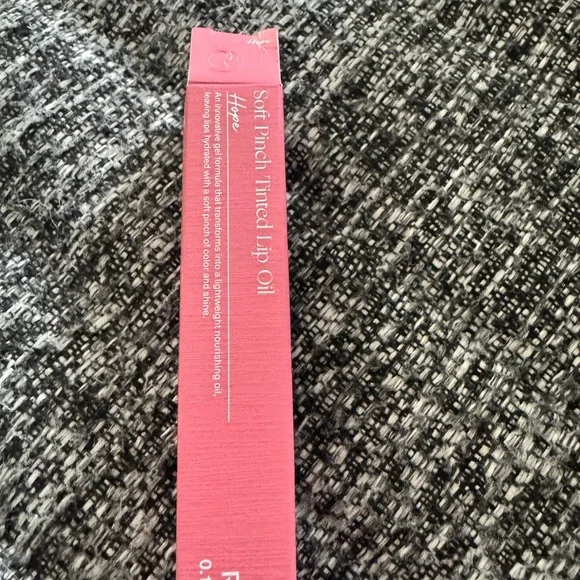 Hope
Soft Pinch Tinted Lip Oil
Hope
An innovative gel formula that transforms into a lightweight nourishing oil,
leaving lips hydrated with a soft pinch of color and shine.